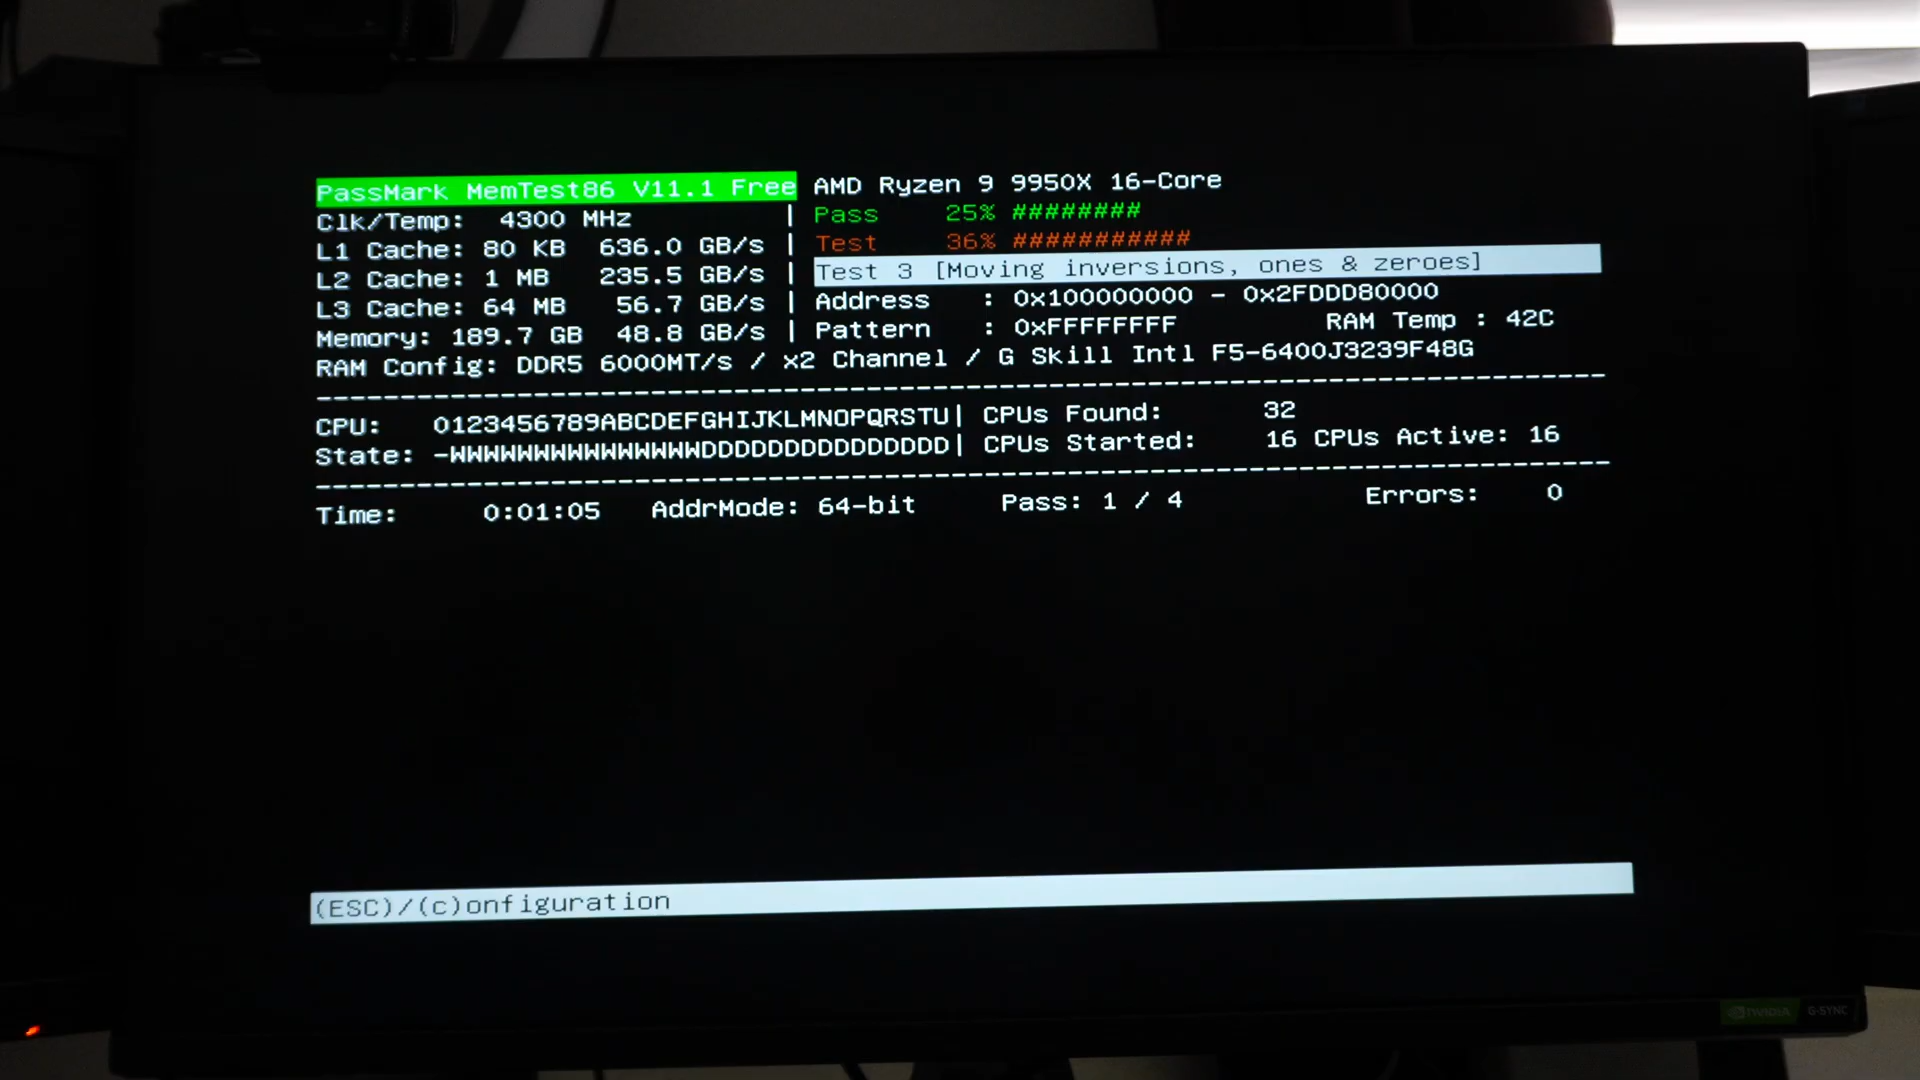 PassMark MemTest86 V11.1 Free AMD Ryzen 9 9950X 16-Core
Clk/Temp: 4300 MHz | Pass 25% ########
L1 Cache: 80 KB 636.0 GB/s | Test 36% ###########
L2 Cache: 1 MB 235.5 GB/s | Test 3 [Moving inversions, ones & zeroes]
L3 Cache: 64 MB 56.7 GB/s | Address : 0x100000000 - 0x2FDDD80000
Memory: 189.7 GB 48.8 GB/s | Pattern : 0xFFFFFFFF RAM Temp : 42C
RAM Config: DDR5 6000MT/s / x2 Channel / G Skill Intl F5-6400J3239F48G
------------------------------------------------------------------------------
CPU: 0123456789ABCDEFGHIJKLMNOPQRSTU| CPUs Found: 32
State: -WWWWWWWWWWWWWWWDDDDDDDDDDDDDDD| CPUs Started: 16 CPUs Active: 16
------------------------------------------------------------------------------
Time: 0:01:05 AddrMode: 64-bit Pass: 1 / 4 Errors: 0
(ESC)/(c)onfiguration
NVIDIA G-SYNC